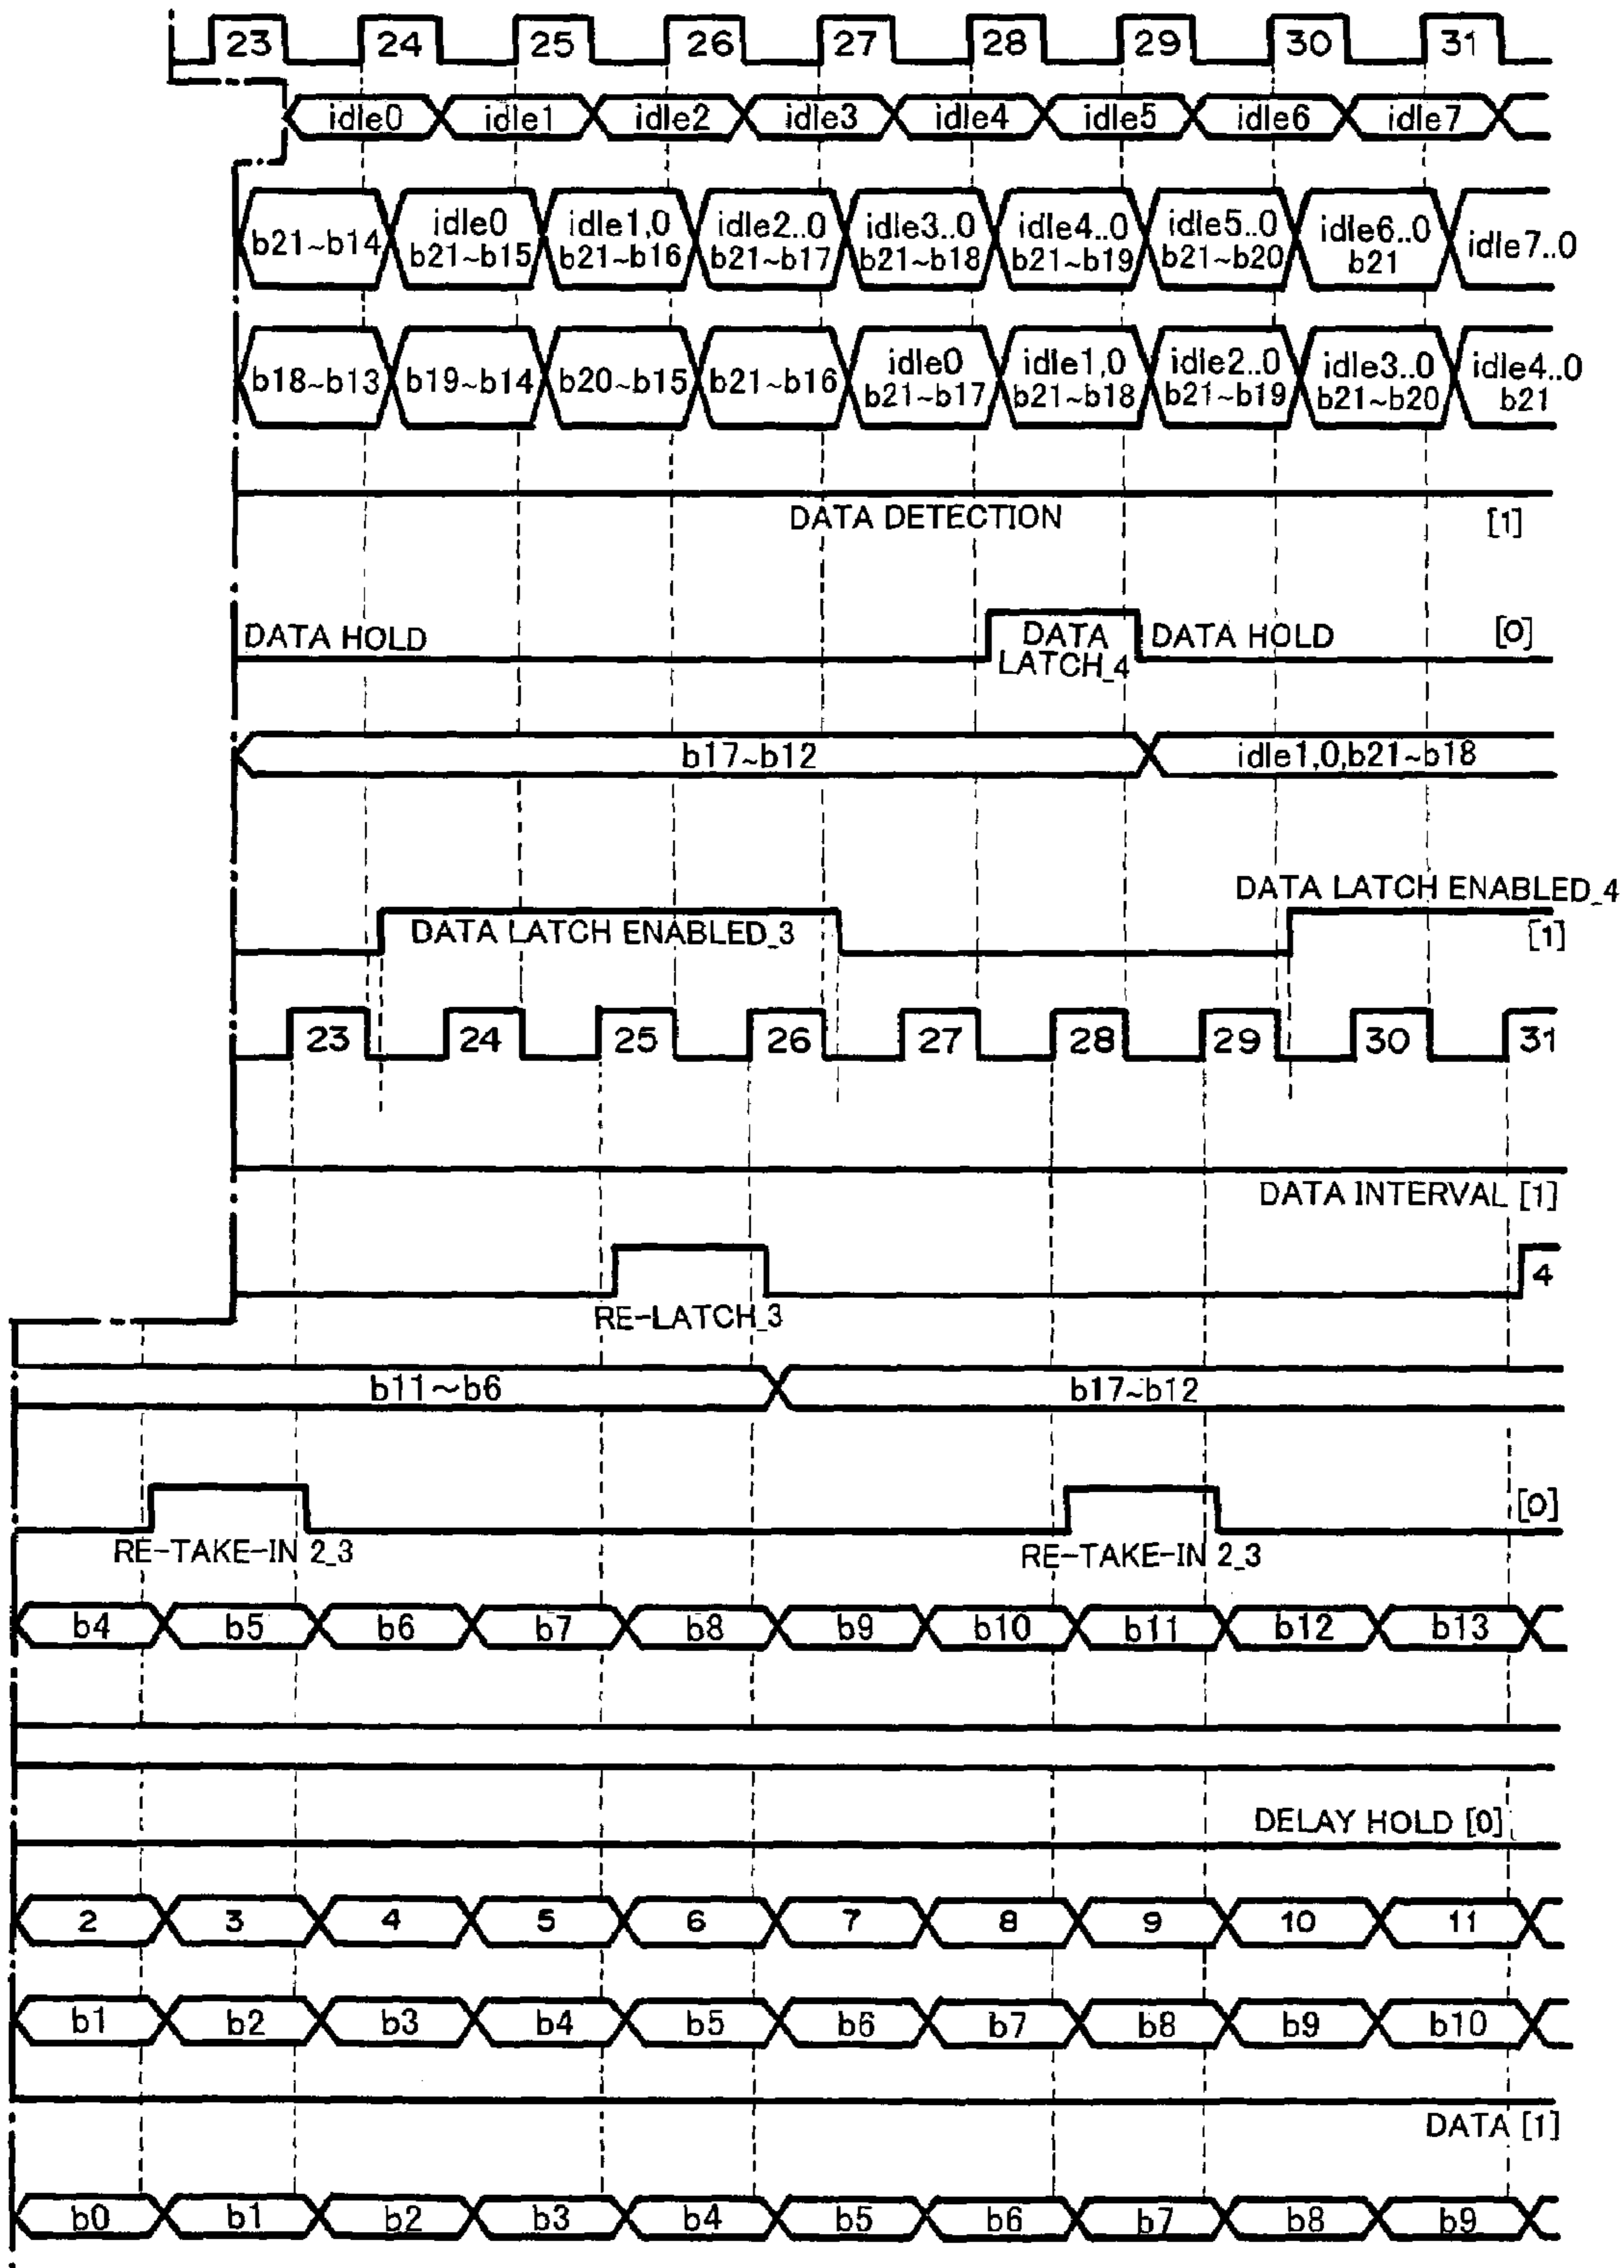 23 24 25 26 27 28 29 30 31
idle0 idle1 idle2 idle3 idle4 idle5 idle6 idle7
b21~b14 idle0 idle1,0 idle2..0 idle3..0 idle4..0 idle5..0 idle6..0 idle7..0
b21~b15 b21~b16 b21~b17 b21~b18 b21~b19 b21~b20 b21
b18~b13 b19~b14 b20~b15 b21~b16 idle0 idle1,0 idle2..0 idle3..0 idle4..0
b21~b17 b21~b18 b21~b19 b21~b20 b21
DATA DETECTION [1]
DATA HOLD DATA DATA HOLD [0]
LATCH_4
b17~b12 idle1,0,b21~b18
DATA LATCH ENABLED_4
DATA LATCH ENABLED_3 [1]
23 24 25 26 27 28 29 30 31
DATA INTERVAL [1]
4
RE-LATCH_3
b11~b6 b17~b12
[0]
RE-TAKE-IN 2_3 RE-TAKE-IN 2_3
b4 b5 b6 b7 b8 b9 b10 b11 b12 b13
DELAY HOLD [0]
2 3 4 5 6 7 8 9 10 11
b1 b2 b3 b4 b5 b6 b7 b8 b9 b10
DATA [1]
b0 b1 b2 b3 b4 b5 b6 b7 b8 b9